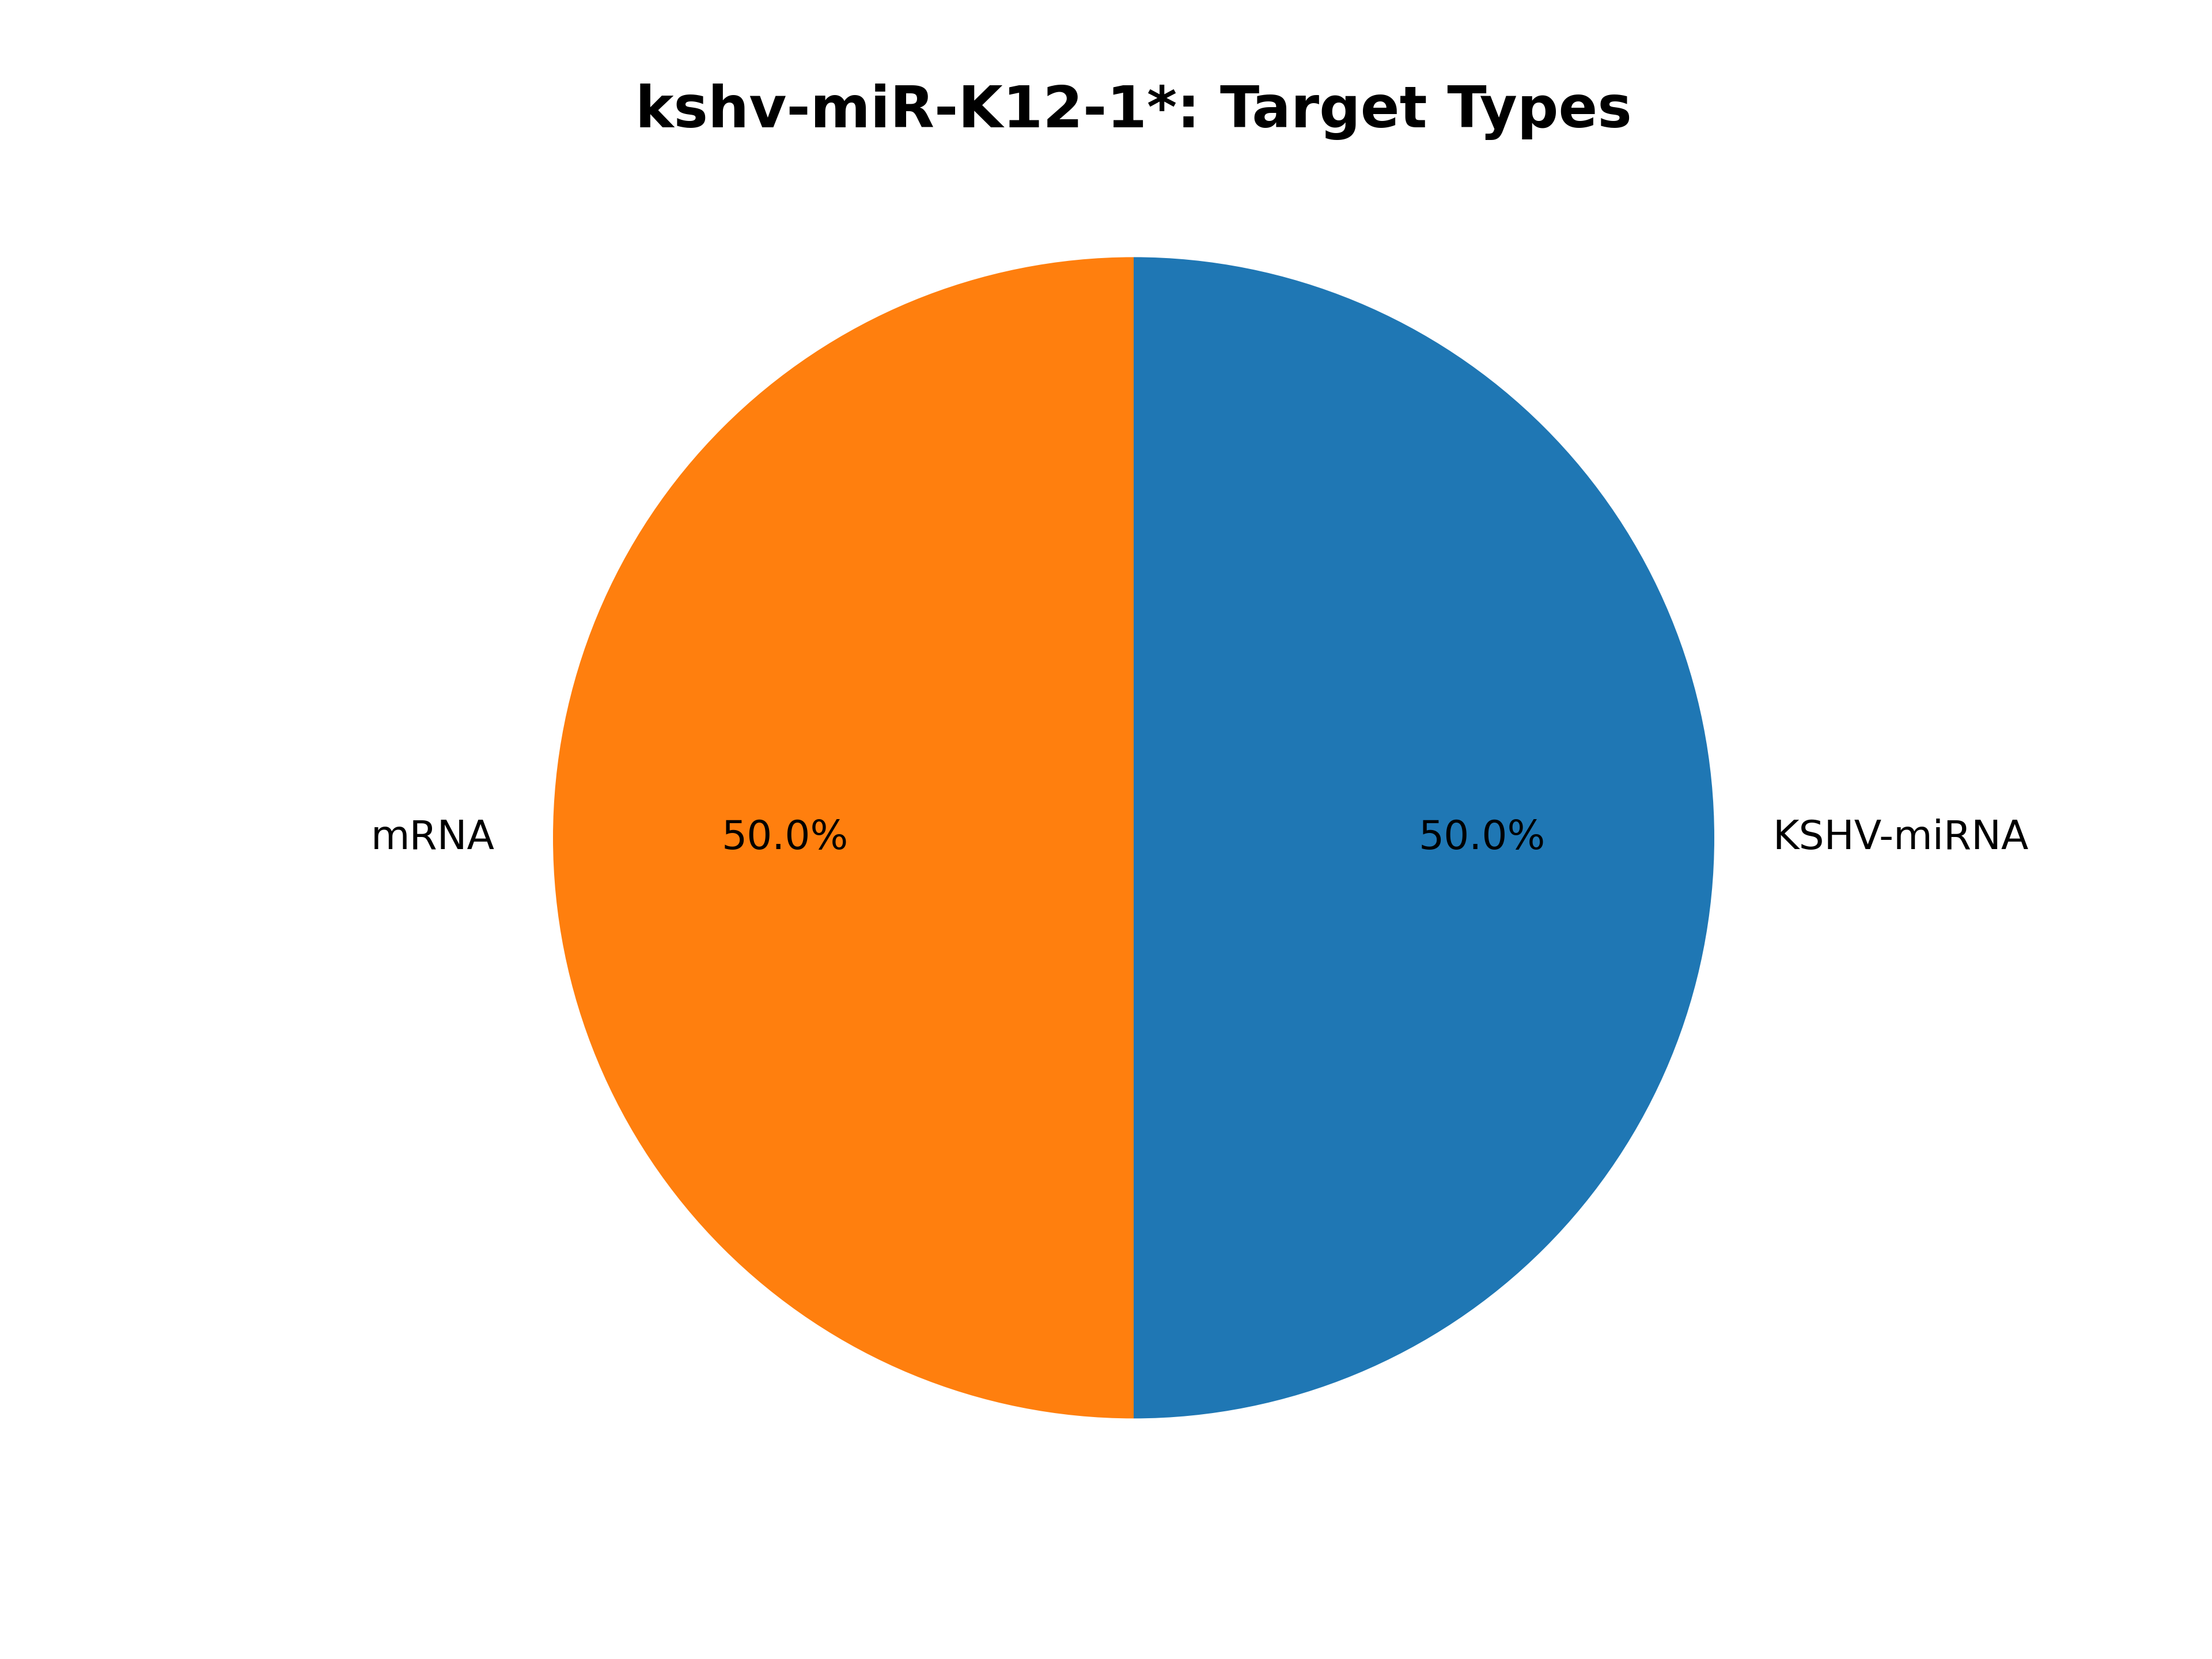 kshv-miR-K12-1*: Target Types
mRNA
50.0%
50.0%
KSHV-miRNA